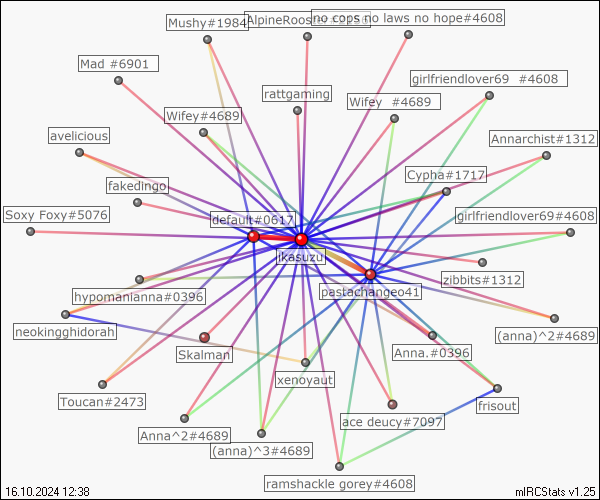 Mushy#1984
AlpineRoos
no cops no laws no hope#4608
Mad #6901
girlfriendlover69 #4608
rattgaming
Wifey #4689
Wifey#4689
avelicious
Annarchist#1312
Cypha#1717
fakedingo
Soxy Foxy#5076
default#0617
girlfriendlover69#4608
ikasuzu
zibbits#1312
pastachangeo41
hypomanianna#0396
neokingghidorah
(anna)^2#4689
Skalman
Anna.#0396
xenoyaut
Toucan#2473
frisout
ace deucy#7097
Anna^2#4689
(anna)^3#4689
ramshackle gorey#4608
16.10.2024 12:38
mIRCStats v1.25